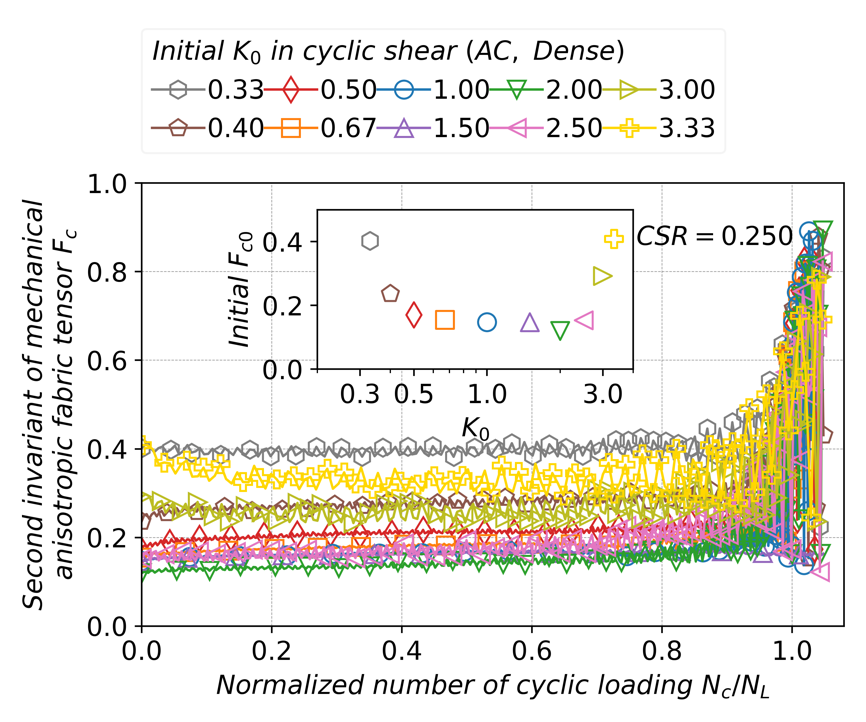 Initial K0 in cyclic shear (AC, Dense)
0.33 0.50 1.00 2.00 3.00
0.40 0.67 1.50 2.50 3.33
Second invariant of mechanical
anisotropic fabric tensor Fc
1.0
0.8
0.6
0.4
0.2
0.0
0.0 0.2 0.4 0.6 0.8 1.0
Normalized number of cyclic loading Nc/NL
Initial Fc0
0.4
0.2
0.0
0.3 0.5 1.0 3.0
K0
CSR = 0.250